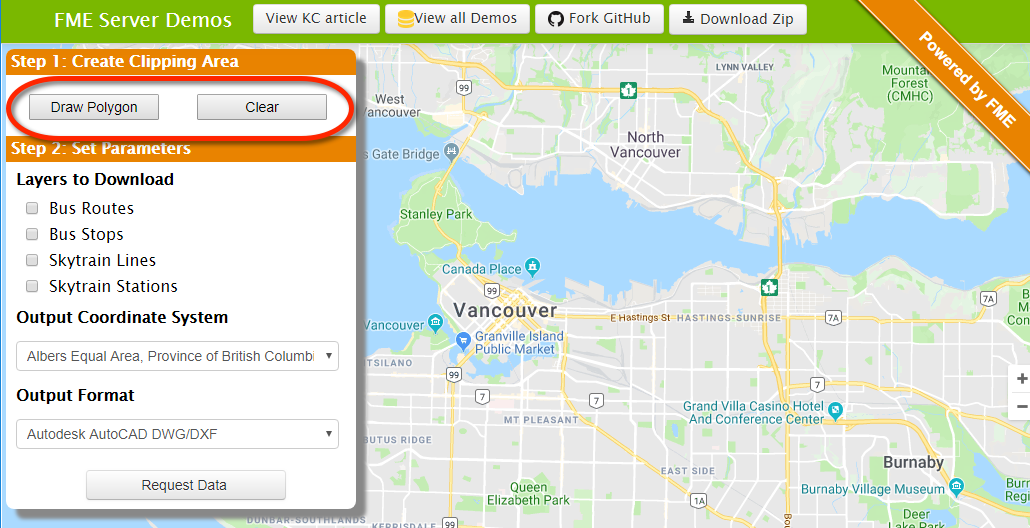 FME Server Demos
View KC article
View all Demos
Fork GitHub
Download Zip
Powered by FME
Step 1: Create Clipping Area
Draw Polygon
Clear
Step 2: Set Parameters
Layers to Download
Bus Routes
Bus Stops
Skytrain Lines
Skytrain Stations
Output Coordinate System
Albers Equal Area, Province of British Columbi
Output Format
Autodesk AutoCAD DWG/DXF
Request Data
LYNN VALLEY
Mountain
Forest
(CMHC)
99
West
Vancouver
1
North
Vancouver
s Gate Bridge
Stanley Park
Canada Place
99
1
7A
Vancouver
Vancouver
E Hastings St
HASTINGS-SUNRISE
7A
Granville Island
Public Market
TSILANO
99
7
7
7
MT PLEASANT
Grand Villa Casino Hotel
And Conference Center
BUTUS RIDGE
EAST SIDE
Burnaby
Burnaby Village Museum
Queen
Elizabeth Park
1A
Deer
Lake Park
DUNBAR-SOUTHLANDS
KERRISDALE
99
+
−